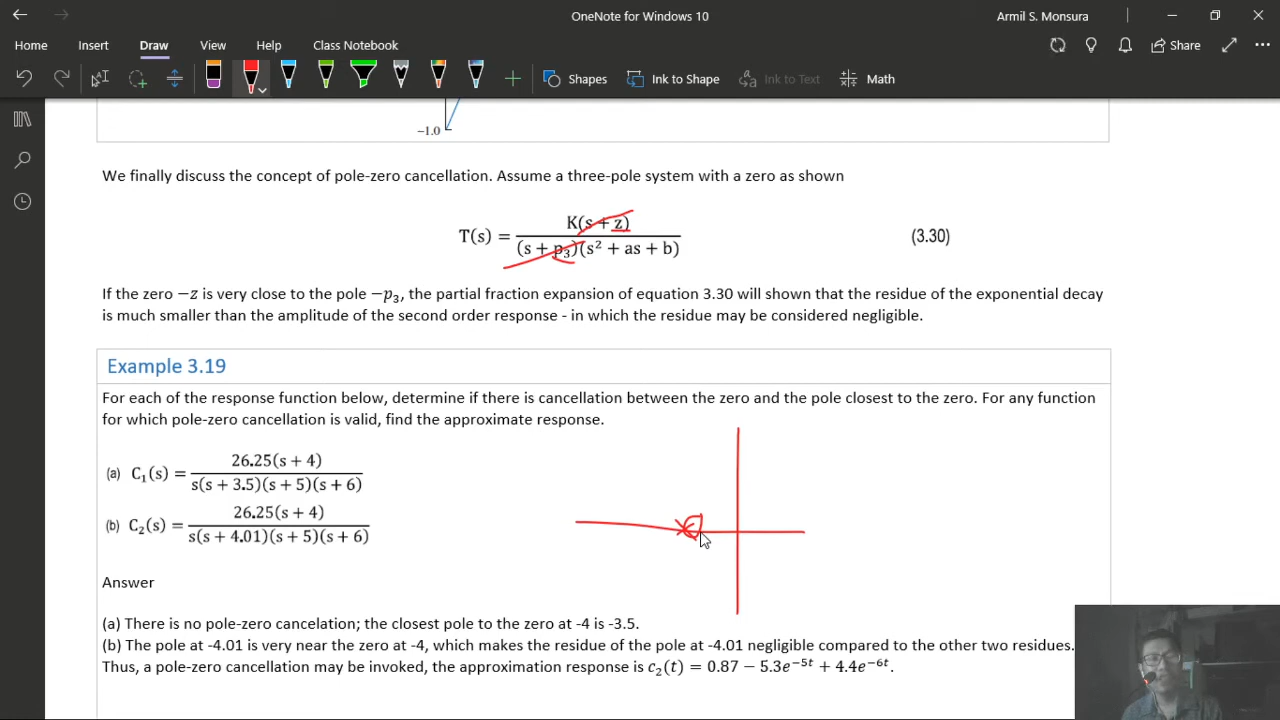 OneNote for Windows 10
Armil S. Monsura
Home Insert Draw View Help Class Notebook Share
Shapes Ink to Shape Ink to Text Math
−1.0
We finally discuss the concept of pole-zero cancellation. Assume a three-pole system with a zero as shown
T(s) = K(s + z) / (s + p₃)(s² + as + b) (3.30)
If the zero −z is very close to the pole −p₃, the partial fraction expansion of equation 3.30 will shown that the residue of the exponential decay
is much smaller than the amplitude of the second order response - in which the residue may be considered negligible.
Example 3.19
For each of the response function below, determine if there is cancellation between the zero and the pole closest to the zero. For any function
for which pole-zero cancellation is valid, find the approximate response.
(a) C₁(s) = 26.25(s + 4) / s(s + 3.5)(s + 5)(s + 6)
(b) C₂(s) = 26.25(s + 4) / s(s + 4.01)(s + 5)(s + 6)
Answer
(a) There is no pole-zero cancelation; the closest pole to the zero at -4 is -3.5.
(b) The pole at -4.01 is very near the zero at -4, which makes the residue of the pole at -4.01 negligible compared to the other two residues.
Thus, a pole-zero cancellation may be invoked, the approximation response is c₂(t) = 0.87 − 5.3e⁻⁵ᵗ + 4.4e⁻⁶ᵗ.